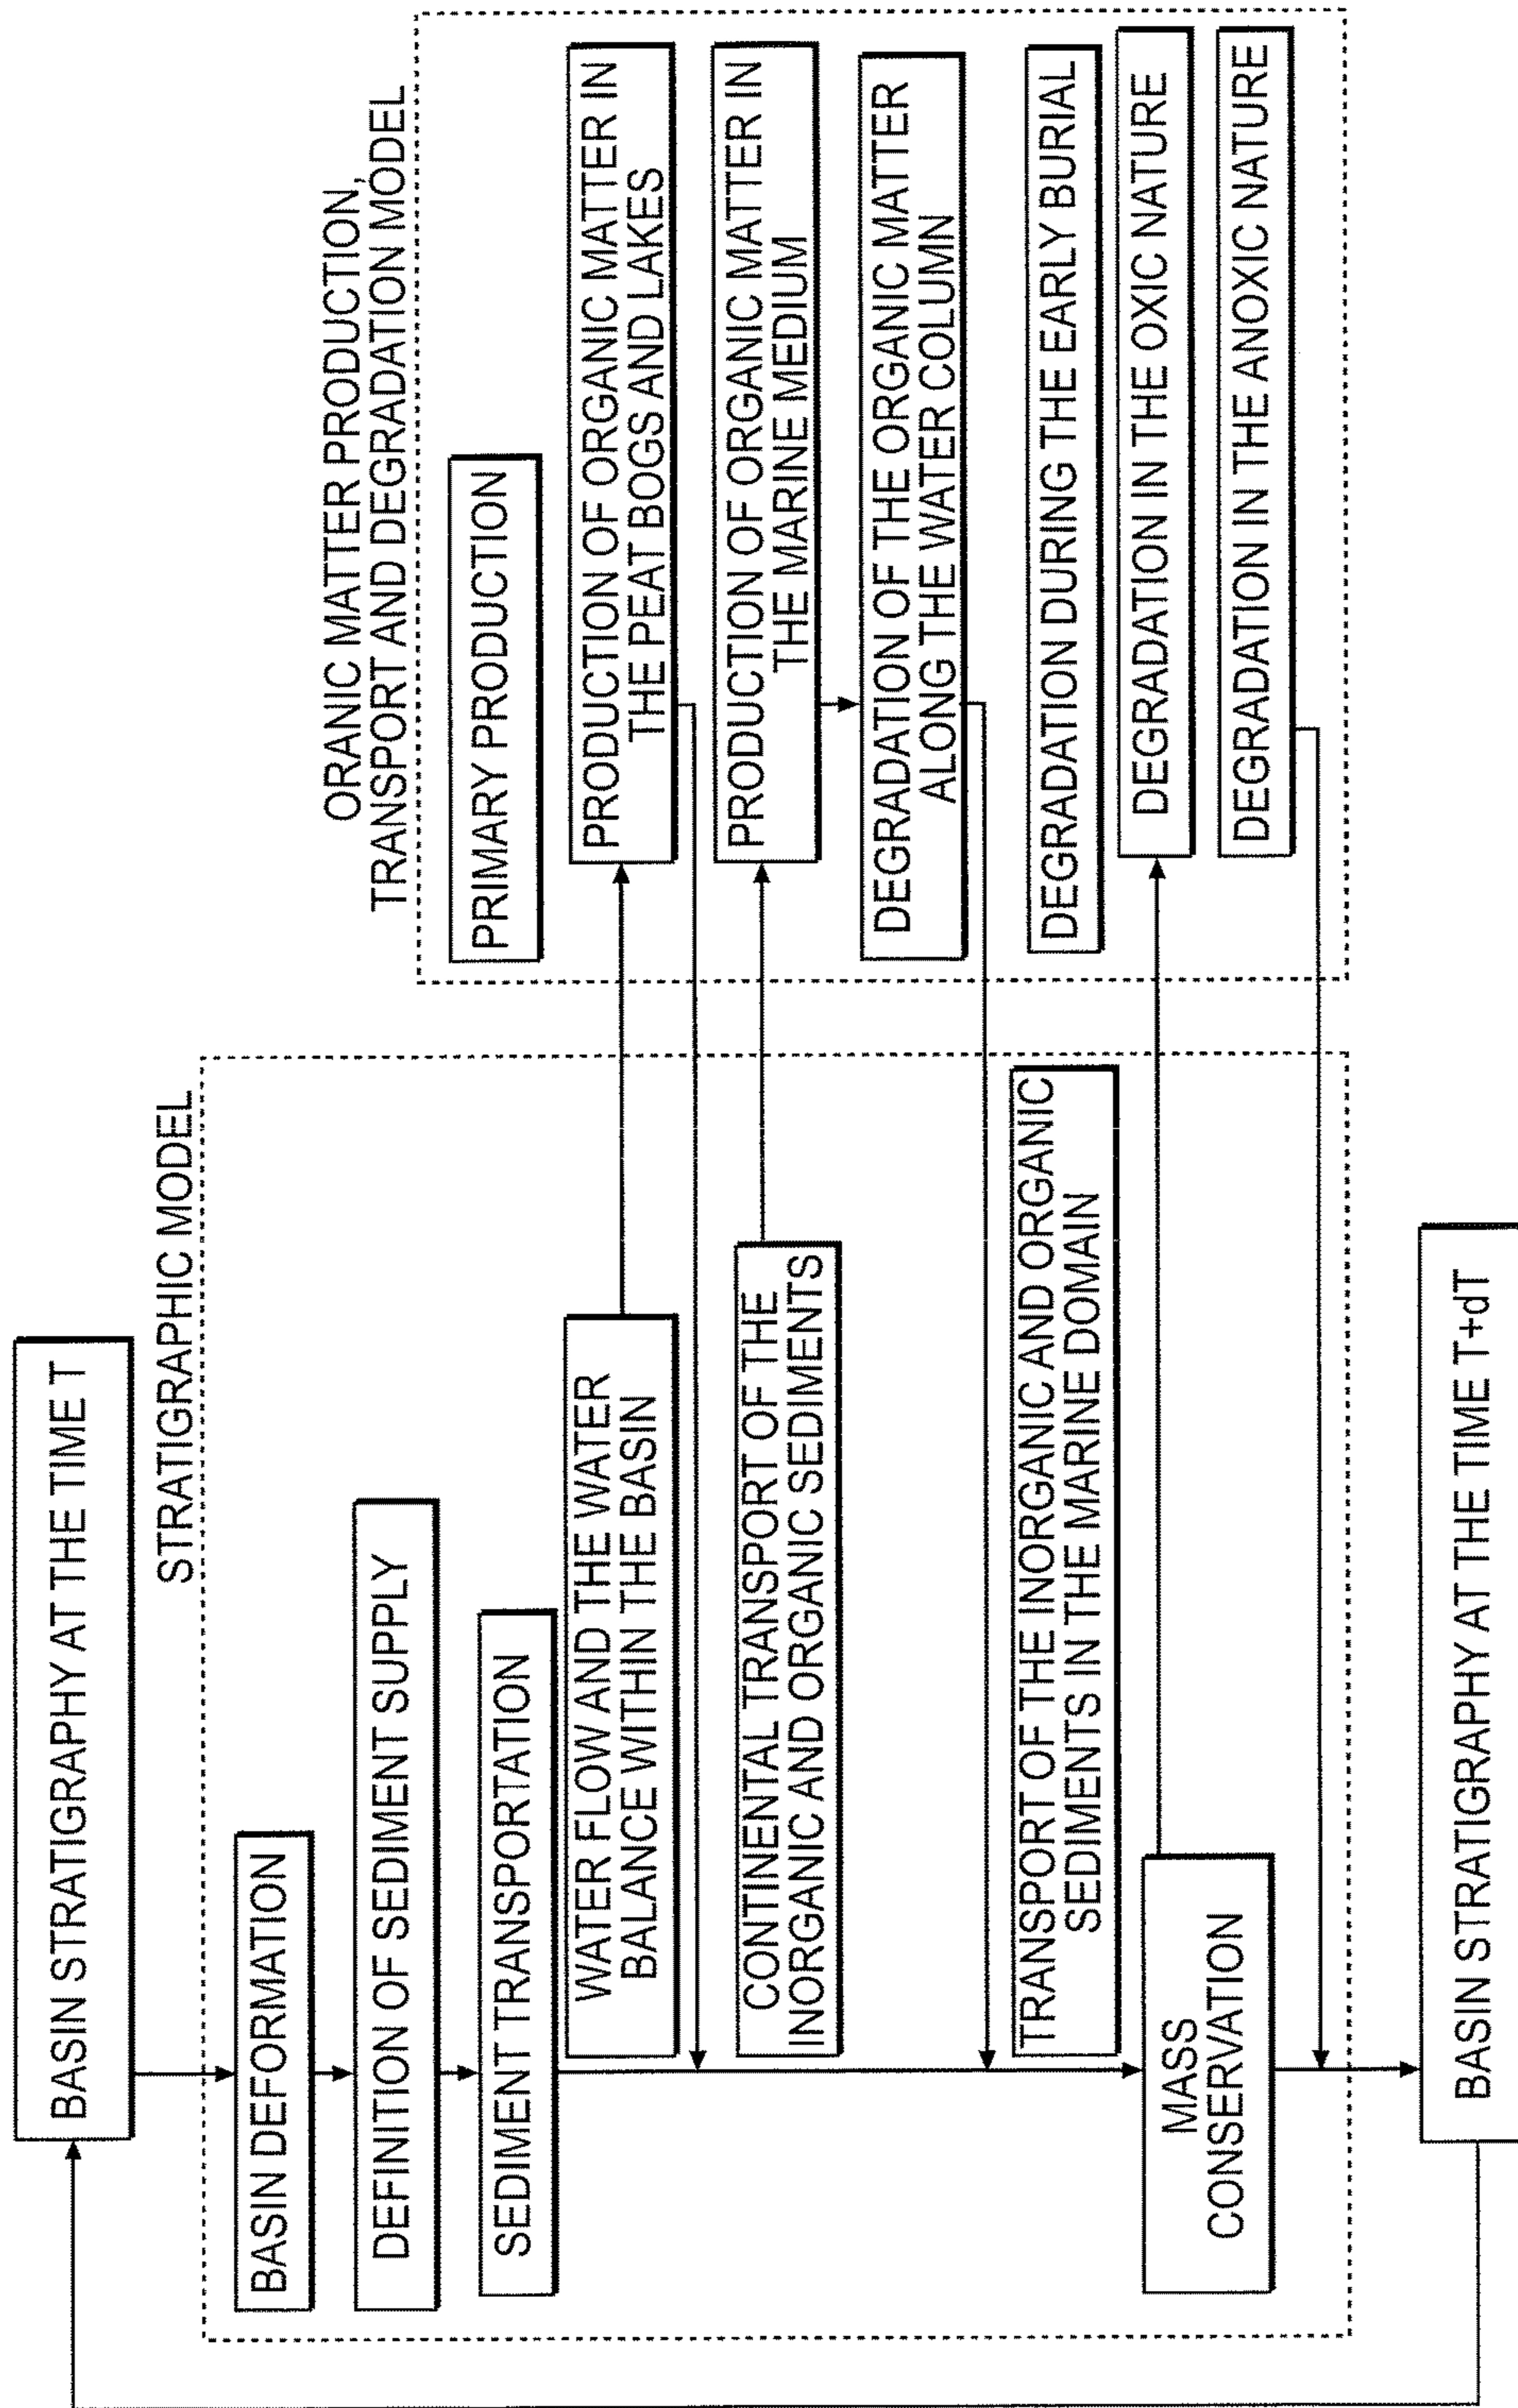 BASIN STRATIGRAPHY AT THE TIME T
STRATIGRAPHIC MODEL
BASIN DEFORMATION
DEFINITION OF SEDIMENT SUPPLY
SEDIMENT TRANSPORTATION
WATER FLOW AND THE WATER
BALANCE WITHIN THE BASIN
CONTINENTAL TRANSPORT OF THE
INORGANIC AND ORGANIC SEDIMENTS
TRANSPORT OF THE INORGANIC AND ORGANIC
SEDIMENTS IN THE MARINE DOMAIN
MASS
CONSERVATION
BASIN STRATIGRAPHY AT THE TIME T+dT
ORANIC MATTER PRODUCTION,
TRANSPORT AND DEGRADATION MODEL
PRIMARY PRODUCTION
PRODUCTION OF ORGANIC MATTER IN
THE PEAT BOGS AND LAKES
PRODUCTION OF ORGANIC MATTER IN
THE MARINE MEDIUM
DEGRADATION OF THE ORGANIC MATTER
ALONG THE WATER COLUMN
DEGRADATION DURING THE EARLY BURIAL
DEGRADATION IN THE OXIC NATURE
DEGRADATION IN THE ANOXIC NATURE